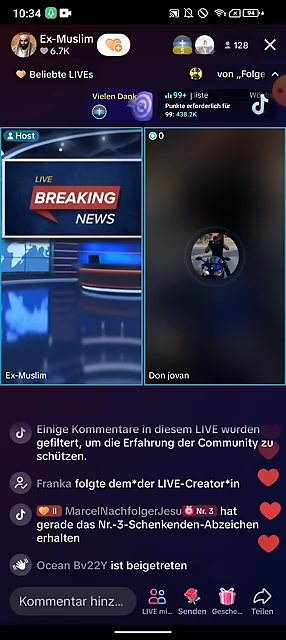 10:34
Ex-Muslim
6.7K
128
Beliebte LIVEs
von „Folge
Vielen Dank
99+ | liste
Punkte erforderlich für
99: 438.2K
Host
0
LIVE
BREAKING
NEWS
Ex-Muslim
Don jovan
Einige Kommentare in diesem LIVE wurden
gefiltert, um die Erfahrung der Community zu
schützen.
Franka folgte dem*der LIVE-Creator*in
II MarcelNachfolgerJesu Nr. 3 hat
gerade das Nr.-3-Schenkenden-Abzeichen
erhalten
Ocean Bv22Y ist beigetreten
Kommentar hinz...
LIVE mi...
Senden
Gesche...
Teilen